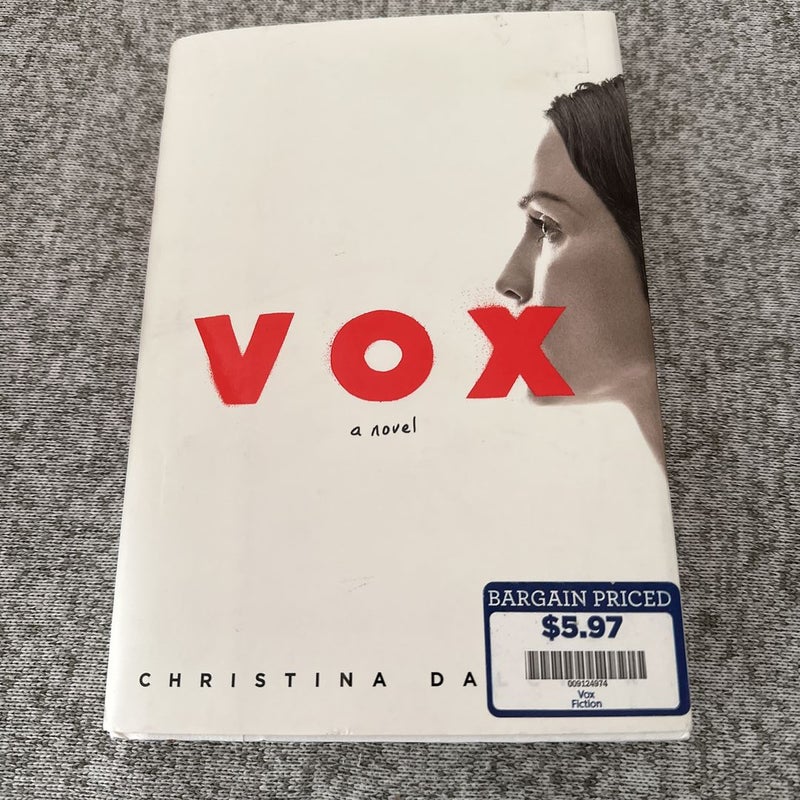 VOX
a novel
CHRISTINA DA
BARGAIN PRICED
$5.97
009124974
Vox
Fiction